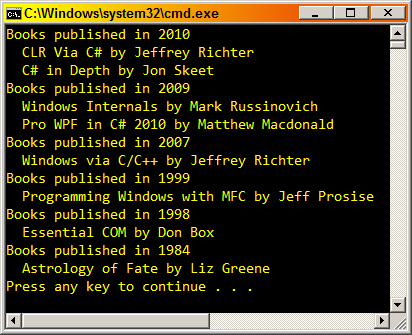 C:\Windows\system32\cmd.exe
Books published in 2010
  CLR Via C# by Jeffrey Richter
  C# in Depth by Jon Skeet
Books published in 2009
  Windows Internals by Mark Russinovich
  Pro WPF in C# 2010 by Matthew Macdonald
Books published in 2007
  Windows via C/C++ by Jeffrey Richter
Books published in 1999
  Programming Windows with MFC by Jeff Prosise
Books published in 1998
  Essential COM by Don Box
Books published in 1984
  Astrology of Fate by Liz Greene
Press any key to continue . . .